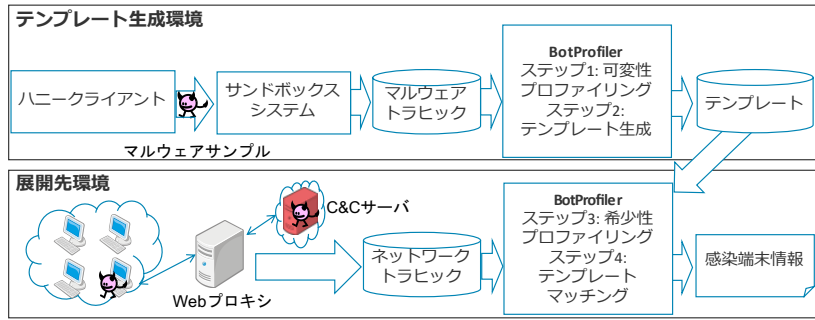 テンプレート生成環境
ハニークライアント
サンドボックス
システム
マルウェア
トラヒック
BotProfiler
ステップ1: 可変性
プロファイリング
ステップ2:
テンプレート生成
テンプレート
マルウェアサンプル
展開先環境
C&Cサーバ
Webプロキシ
ネットワーク
トラヒック
BotProfiler
ステップ3: 希少性
プロファイリング
ステップ4:
テンプレート
マッチング
感染端末情報